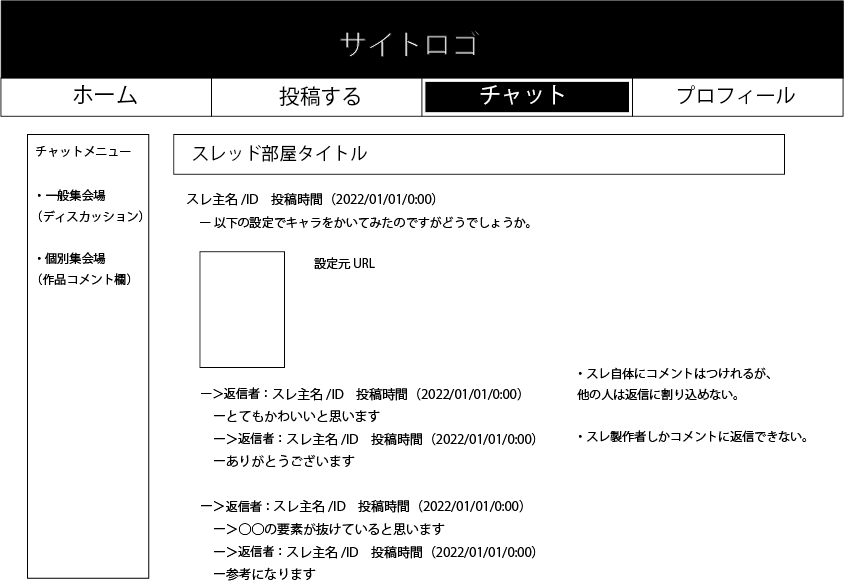 サイトロゴ
ホーム
投稿する
チャット
プロフィール
チャットメニュー
・一般集会場
（ディスカッション）
・個別集会場
（作品コメント欄）
スレッド部屋タイトル
スレ主名 /ID　投稿時間（2022/01/01/0:00）
ー 以下の設定でキャラをかいてみたのですがどうでしょうか。
設定元 URL
ー＞返信者：スレ主名 /ID　投稿時間（2022/01/01/0:00）
ーとてもかわいいと思います
ー＞返信者：スレ主名 /ID　投稿時間（2022/01/01/0:00）
ーありがとうございます
ー＞返信者：スレ主名 /ID　投稿時間（2022/01/01/0:00）
ー＞〇〇の要素が抜けていると思います
ー＞返信者：スレ主名 /ID　投稿時間（2022/01/01/0:00）
ー参考になります
・スレ自体にコメントはつけれるが、
他の人は返信に割り込めない。
・スレ製作者しかコメントに返信できない。